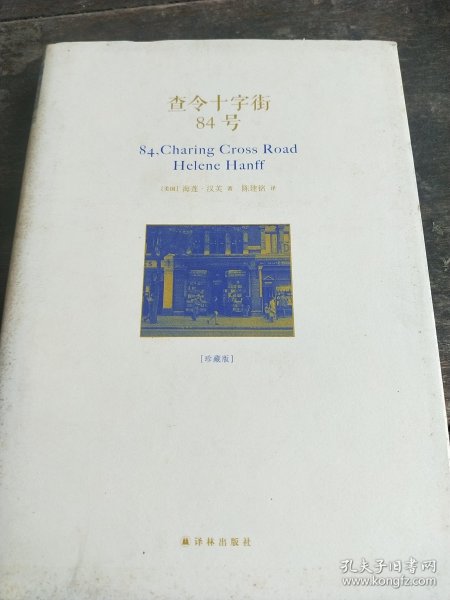 查令十字街
84号
84,Charing Cross Road
Helene Hanff
[美国] 海莲·汉芙 著 陈建铭 译
[珍藏版]
译林出版社
孔夫子旧书网
www.kongfz.com